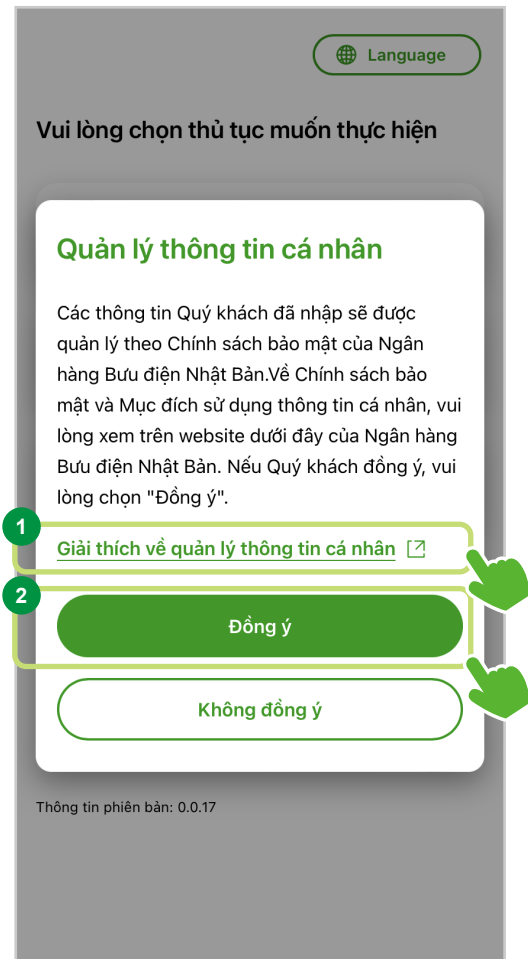 Language
Vui lòng chọn thủ tục muốn thực hiện
Quản lý thông tin cá nhân
Các thông tin Quý khách đã nhập sẽ được
quản lý theo Chính sách bảo mật của Ngân
hàng Bưu điện Nhật Bản.Về Chính sách bảo
mật và Mục đích sử dụng thông tin cá nhân, vui
lòng xem trên website dưới đây của Ngân hàng
Bưu điện Nhật Bản. Nếu Quý khách đồng ý, vui
lòng chọn "Đồng ý".
1
Giải thích về quản lý thông tin cá nhân
2
Đồng ý
Không đồng ý
Thông tin phiên bản: 0.0.17